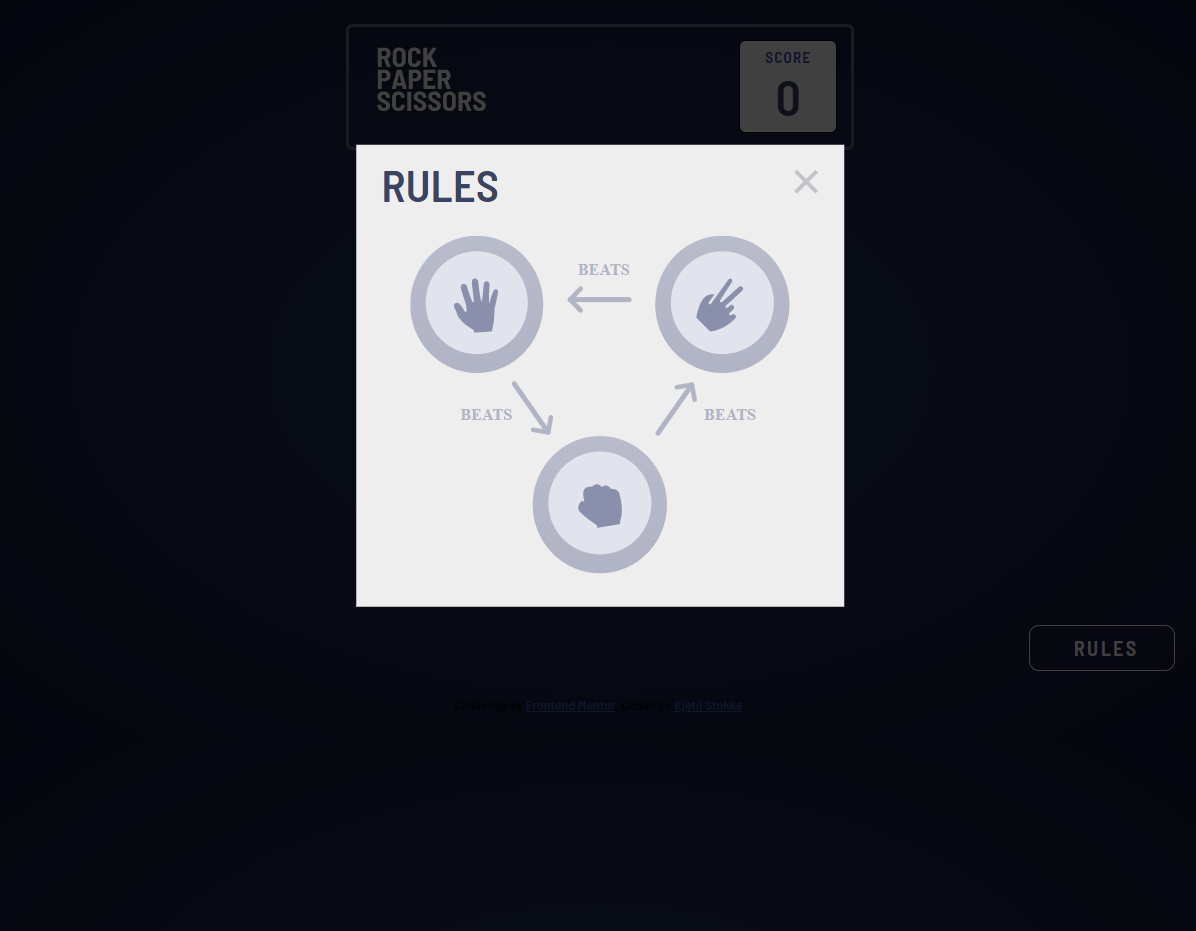 ROCK
PAPER
SCISSORS
SCORE
0
RULES
BEATS
BEATS
BEATS
RULES
Challenge by Frontend Mentor. Coded by Kjetil Stokke